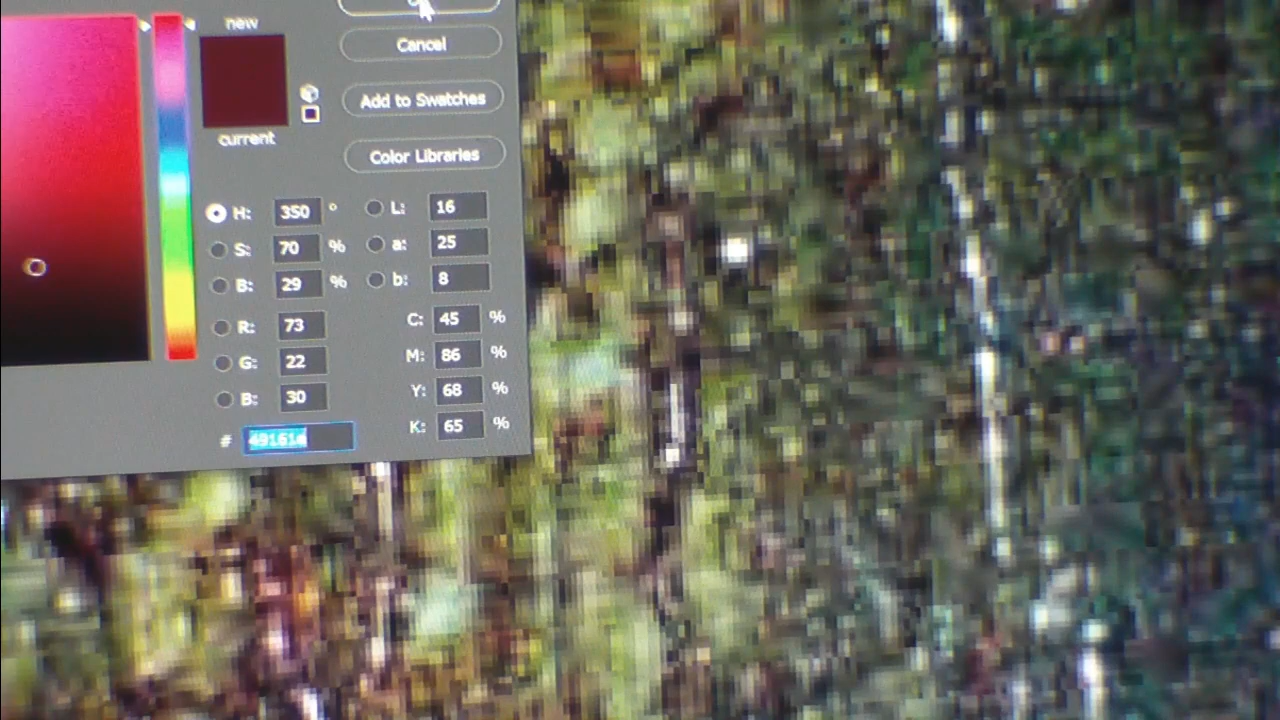 new
Cancel
Add to Swatches
current
Color Libraries
H: 350 ° L: 16
S: 70 % a: 25
B: 29 % b: 8
R: 73 C: 45 %
G: 22 M: 86 %
B: 30 Y: 68 %
# 49161e K: 65 %